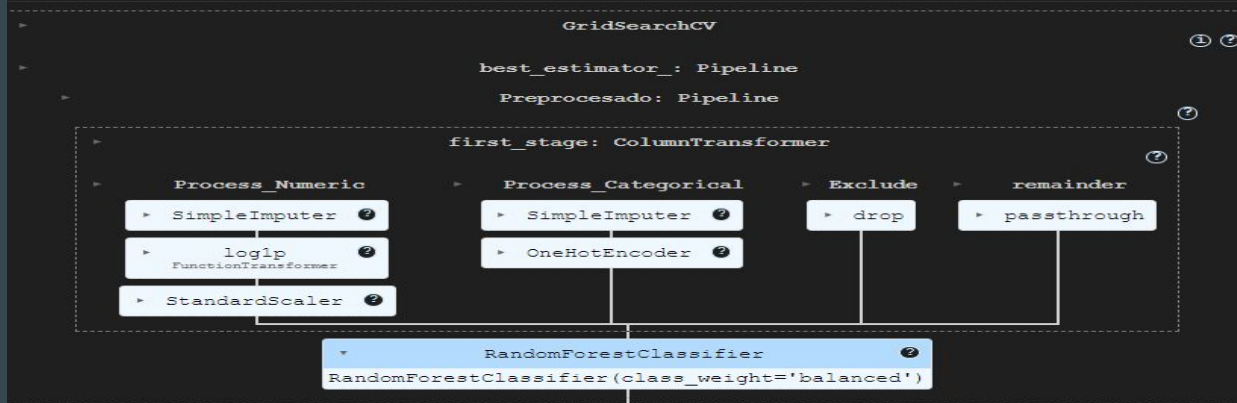 GridSearchCV
best_estimator_: Pipeline
Preprocesado: Pipeline
first_stage: ColumnTransformer
Process_Numeric Process_Categorical Exclude remainder
SimpleImputer ? SimpleImputer ? drop passthrough
log1p ? OneHotEncoder ?
FunctionTransformer
StandardScaler ?
RandomForestClassifier ?
RandomForestClassifier(class_weight='balanced')